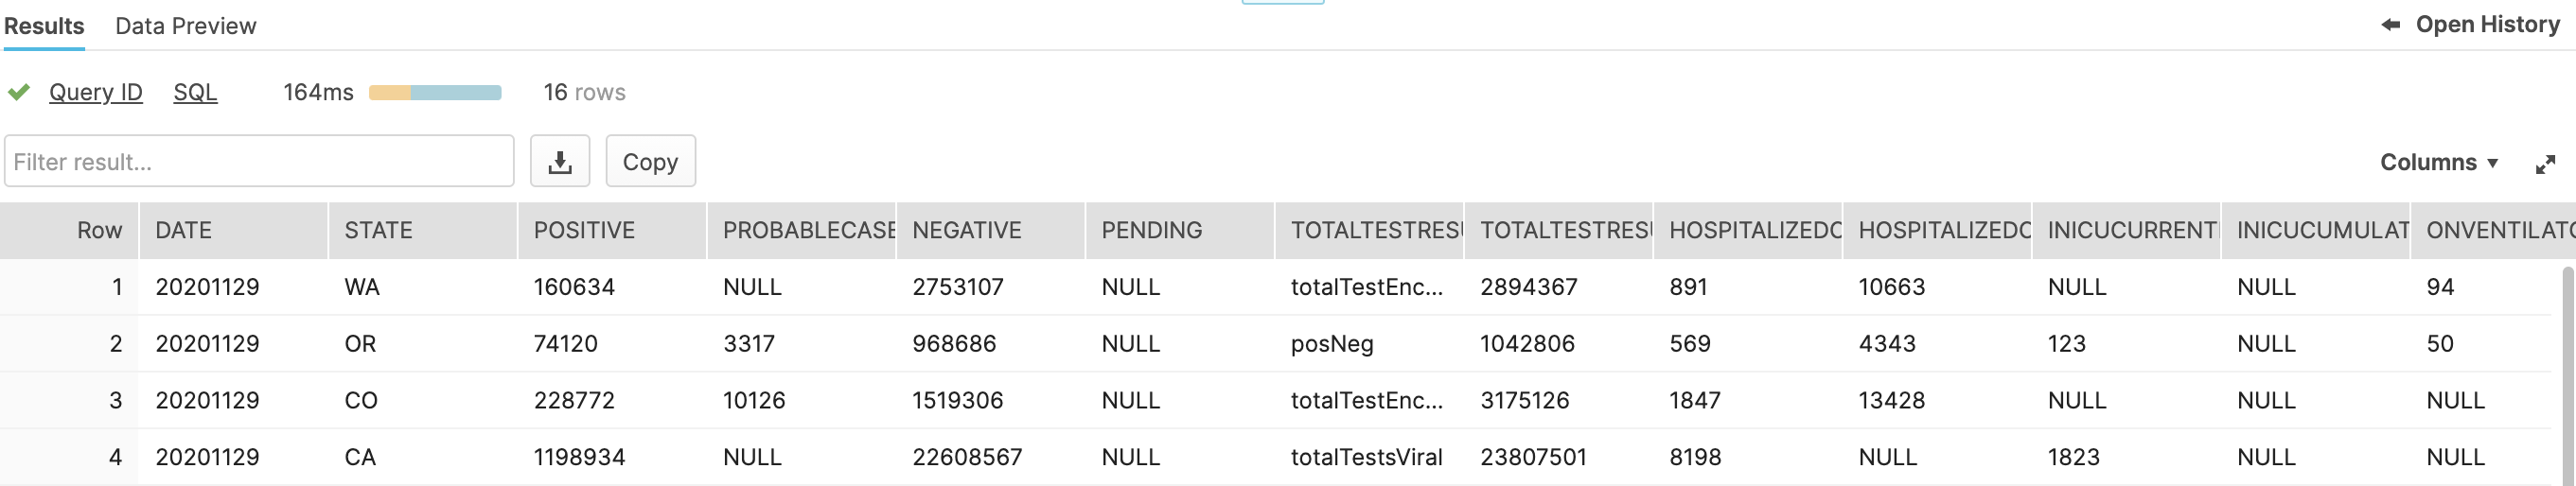 Results Data Preview Open History
Query ID SQL 164ms 16 rows
Filter result... Copy Columns
Row DATE STATE POSITIVE PROBABLECASE NEGATIVE PENDING TOTALTESTRESU TOTALTESTRESU HOSPITALIZEDC HOSPITALIZEDC INICUCURRENT INICUCUMULAT ONVENTILATO
1 20201129 WA 160634 NULL 2753107 NULL totalTestEnc... 2894367 891 10663 NULL NULL 94
2 20201129 OR 74120 3317 968686 NULL posNeg 1042806 569 4343 123 NULL 50
3 20201129 CO 228772 10126 1519306 NULL totalTestEnc... 3175126 1847 13428 NULL NULL NULL
4 20201129 CA 1198934 NULL 22608567 NULL totalTestsViral 23807501 8198 NULL 1823 NULL NULL